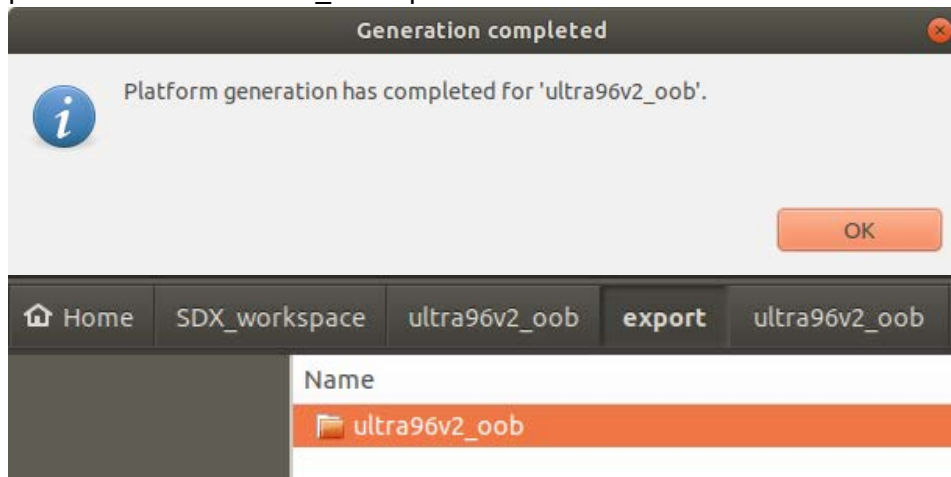 Generation completed
Platform generation has completed for 'ultra96v2_oob'.
OK
Home SDX_workspace ultra96v2_oob export ultra96v2_oob
Name
ultra96v2_oob